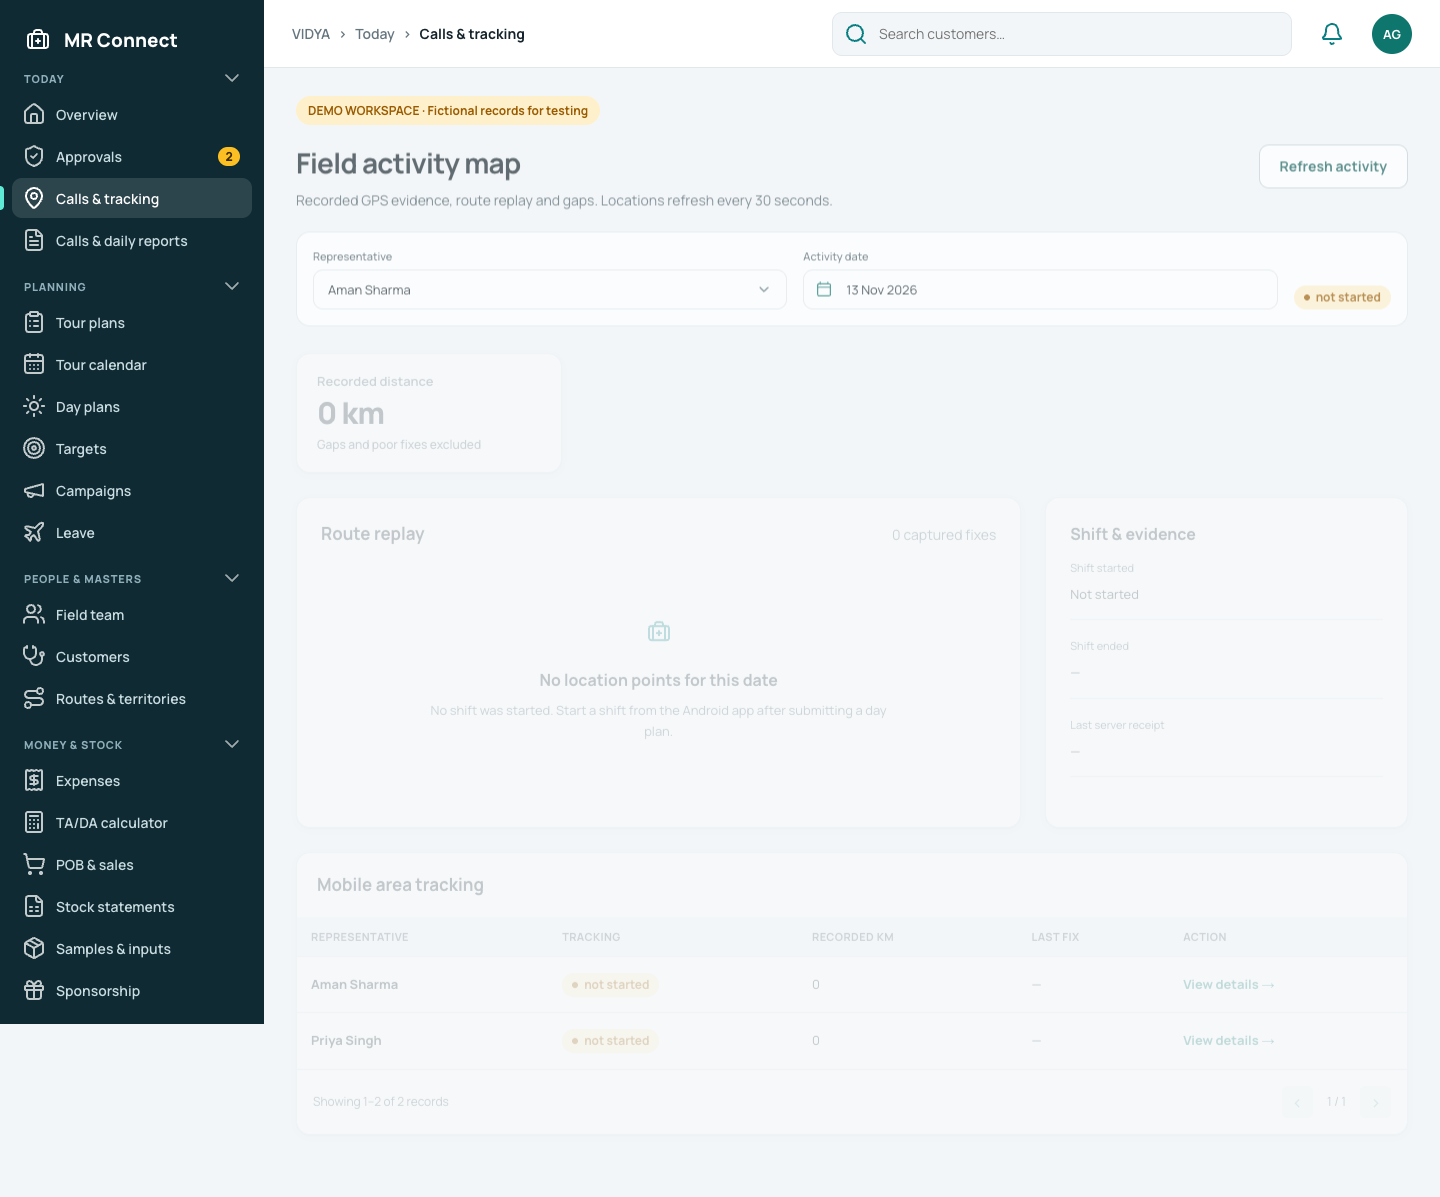 MR Connect
TODAY
Overview
Approvals 2
Calls & tracking
Calls & daily reports
PLANNING
Tour plans
Tour calendar
Day plans
Targets
Campaigns
Leave
PEOPLE & MASTERS
Field team
Customers
Routes & territories
MONEY & STOCK
Expenses
TA/DA calculator
POB & sales
Stock statements
Samples & inputs
Sponsorship
VIDYA › Today › Calls & tracking
Search customers...
AG
DEMO WORKSPACE · Fictional records for testing
Field activity map
Refresh activity
Recorded GPS evidence, route replay and gaps. Locations refresh every 30 seconds.
Representative
Aman Sharma
Activity date
13 Nov 2026
not started
Recorded distance
0 km
Gaps and poor fixes excluded
Route replay
0 captured fixes
No location points for this date
No shift was started. Start a shift from the Android app after submitting a day
plan.
Shift & evidence
Shift started
Not started
Shift ended
—
Last server receipt
—
Mobile area tracking
REPRESENTATIVE TRACKING RECORDED KM LAST FIX ACTION
Aman Sharma not started 0 — View details →
Priya Singh not started 0 — View details →
Showing 1–2 of 2 records
‹ 1 / 1 ›